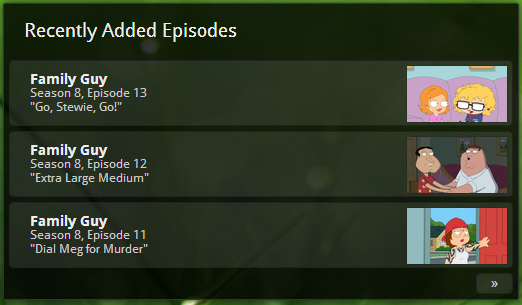 Recently Added Episodes
Family Guy
Season 8, Episode 13
"Go, Stewie, Go!"
Family Guy
Season 8, Episode 12
"Extra Large Medium"
Family Guy
Season 8, Episode 11
"Dial Meg for Murder"
»